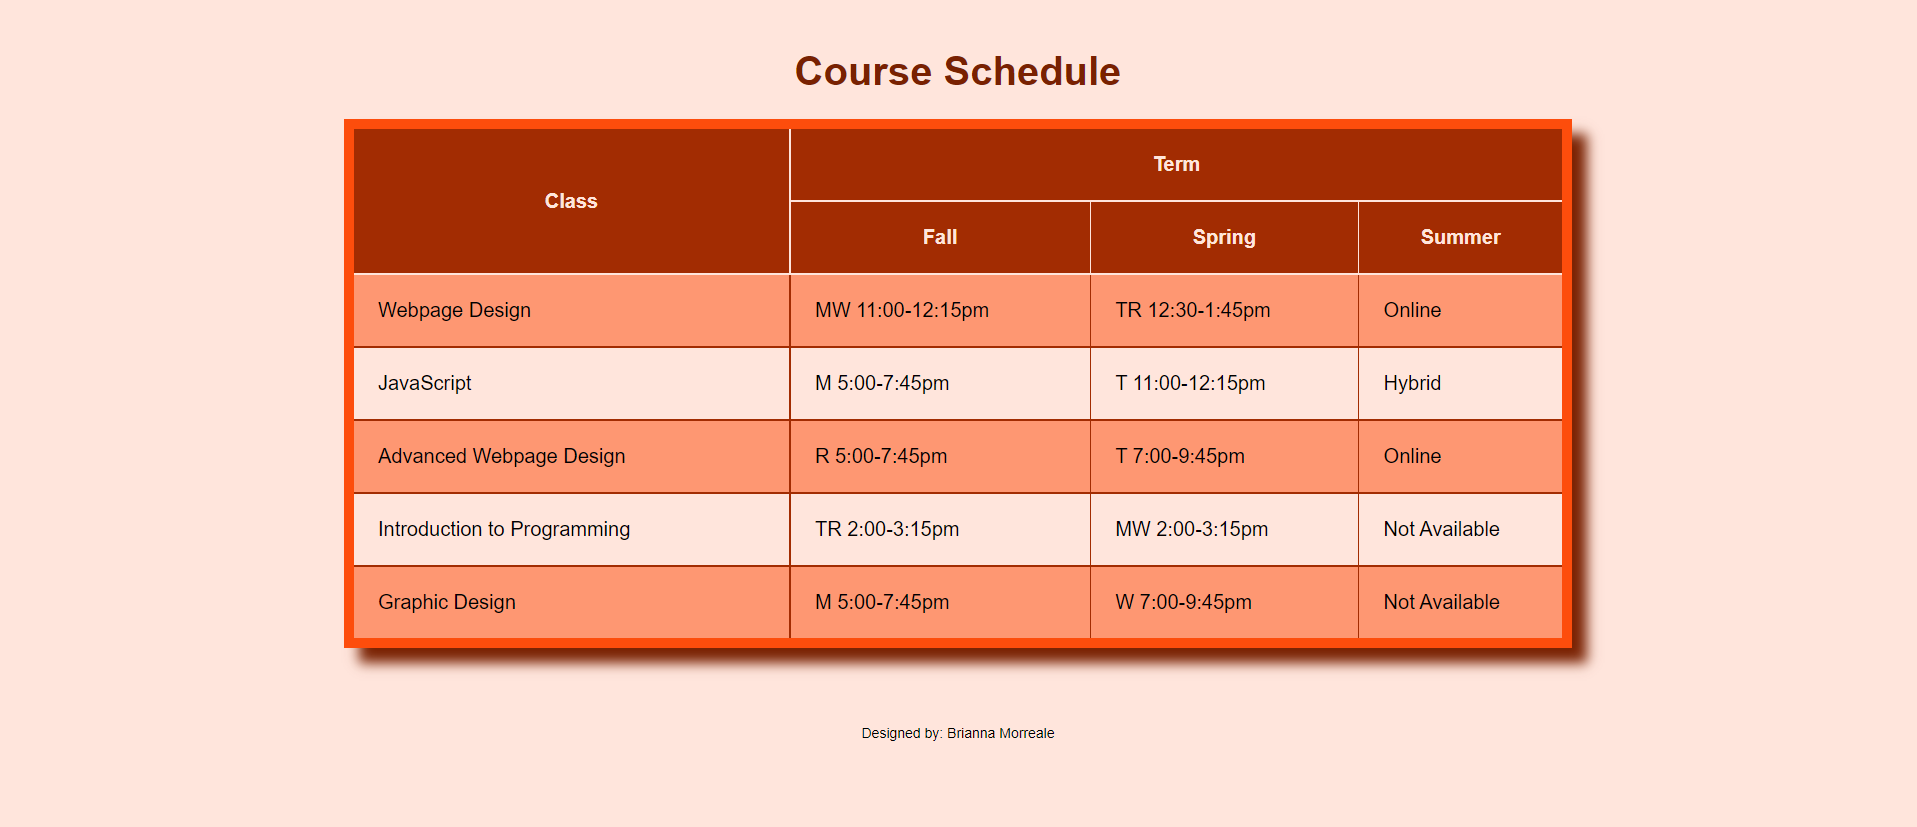 Course Schedule
Class
Term
Fall Spring Summer
Webpage Design MW 11:00-12:15pm TR 12:30-1:45pm Online
JavaScript M 5:00-7:45pm T 11:00-12:15pm Hybrid
Advanced Webpage Design R 5:00-7:45pm T 7:00-9:45pm Online
Introduction to Programming TR 2:00-3:15pm MW 2:00-3:15pm Not Available
Graphic Design M 5:00-7:45pm W 7:00-9:45pm Not Available
Designed by: Brianna Morreale